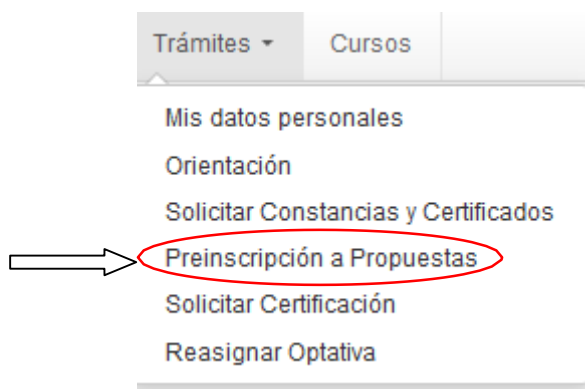 Trámites Cursos
Mis datos personales
Orientación
Solicitar Constancias y Certificados
Preinscripción a Propuestas
Solicitar Certificación
Reasignar Optativa